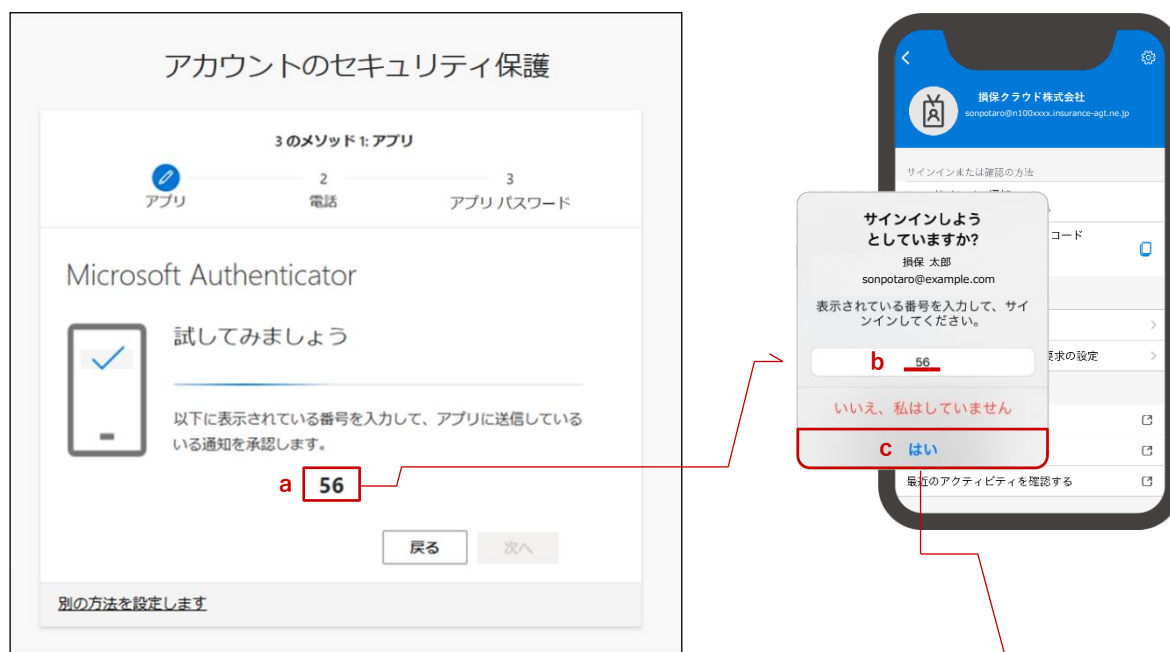 アカウントのセキュリティ保護
3 のメソッド 1: アプリ
アプリ
2
電話
3
アプリ パスワード
Microsoft Authenticator
試してみましょう
以下に表示されている番号を入力して、アプリに送信している
いる通知を承認します。
a 56
戻る
次へ
別の方法を設定します
損保クラウド株式会社
sonpotaro@n100xxxx.insurance-agt.ne.jp
サインインまたは確認の方法
コード
要求の設定
最近のアクティビティを確認する
サインインしよう
としていますか?
損保 太郎
sonpotaro@example.com
表示されている番号を入力して、サイ
ンインしてください。
b 56
いいえ、私はしていません
c はい